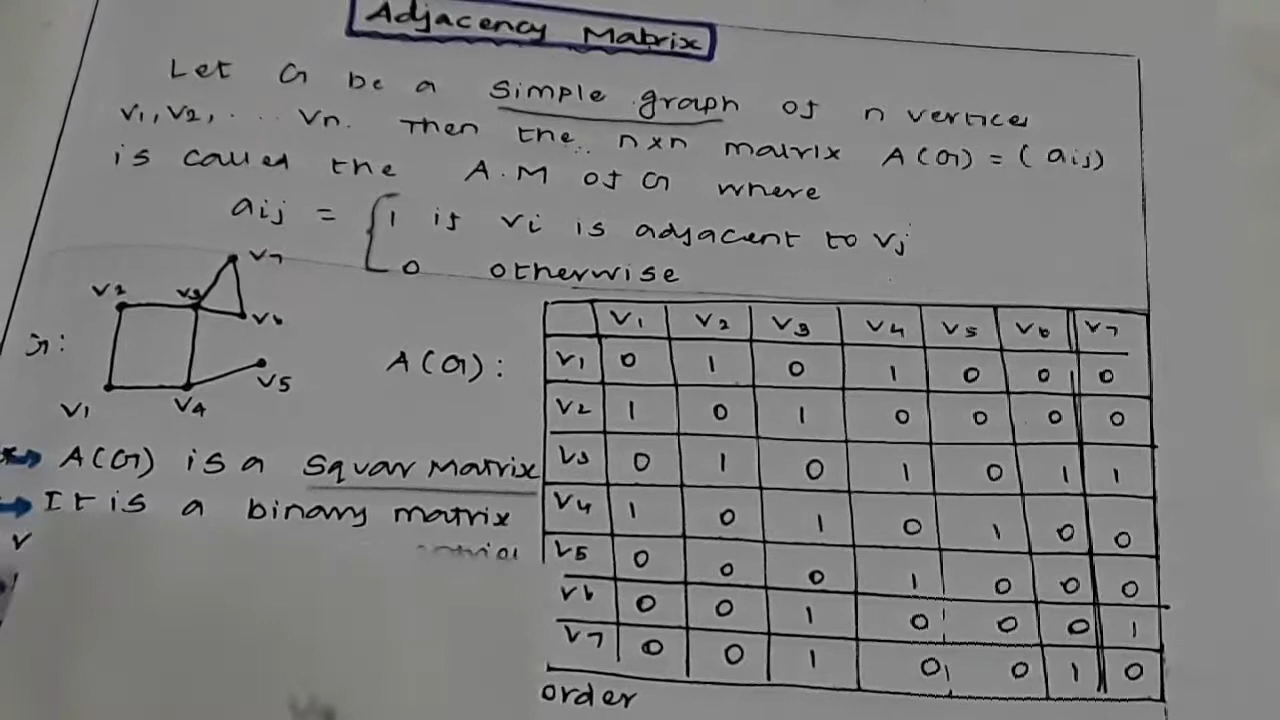 Adjacency Matrix
Let G be a simple graph of n vertices
v1, v2, ... vn. Then the n×n matrix A(G) = (aij)
is called the A.M of G where
aij = { 1 if vi is adjacent to vj
0 otherwise
v7
v2 v3
v6
G:
v5
v1 v4
A(G):
v1 v2 v3 v4 v5 v6 v7
v1 0 1 0 1 0 0 0
v2 1 0 1 0 0 0 0
v3 0 1 0 1 0 1 1
v4 1 0 1 0 1 0 0
v5 0 0 0 1 0 0 0
v6 0 0 1 0 0 0 1
v7 0 0 1 0 0 1 0
A(G) is a squar matrix
It is a binary matrix
order